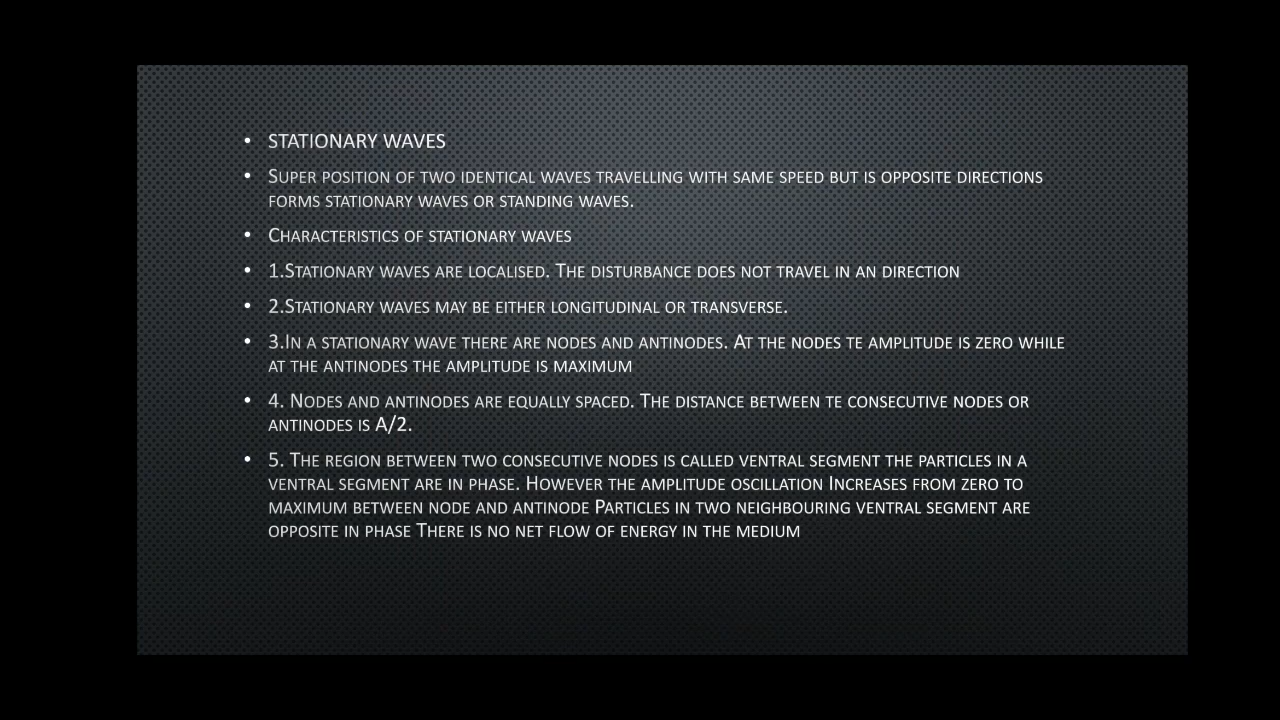 • STATIONARY WAVES
• SUPER POSITION OF TWO IDENTICAL WAVES TRAVELLING WITH SAME SPEED BUT IS OPPOSITE DIRECTIONS
FORMS STATIONARY WAVES OR STANDING WAVES.
• CHARACTERISTICS OF STATIONARY WAVES
• 1.STATIONARY WAVES ARE LOCALISED. THE DISTURBANCE DOES NOT TRAVEL IN AN DIRECTION
• 2.STATIONARY WAVES MAY BE EITHER LONGITUDINAL OR TRANSVERSE.
• 3.IN A STATIONARY WAVE THERE ARE NODES AND ANTINODES. AT THE NODES TE AMPLITUDE IS ZERO WHILE
AT THE ANTINODES THE AMPLITUDE IS MAXIMUM
• 4. NODES AND ANTINODES ARE EQUALLY SPACED. THE DISTANCE BETWEEN TE CONSECUTIVE NODES OR
ANTINODES IS A/2.
• 5. THE REGION BETWEEN TWO CONSECUTIVE NODES IS CALLED VENTRAL SEGMENT THE PARTICLES IN A
VENTRAL SEGMENT ARE IN PHASE. HOWEVER THE AMPLITUDE OSCILLATION INCREASES FROM ZERO TO
MAXIMUM BETWEEN NODE AND ANTINODE PARTICLES IN TWO NEIGHBOURING VENTRAL SEGMENT ARE
OPPOSITE IN PHASE THERE IS NO NET FLOW OF ENERGY IN THE MEDIUM